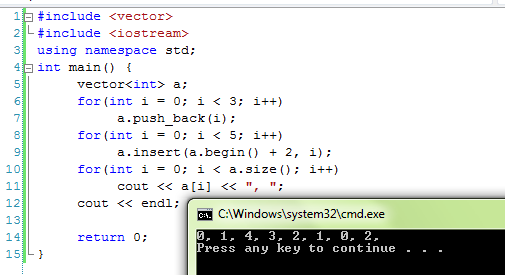 1 #include <vector>
2 #include <iostream>
3 using namespace std;
4 int main() {
5 vector<int> a;
6 for(int i = 0; i < 3; i++)
7 a.push_back(i);
8 for(int i = 0; i < 5; i++)
9 a.insert(a.begin() + 2, i);
10 for(int i = 0; i < a.size(); i++)
11 cout << a[i] << ", ";
12 cout << endl;
13
14 return 0;
15 }
C:\Windows\system32\cmd.exe
0, 1, 4, 3, 2, 1, 0, 2,
Press any key to continue . . .